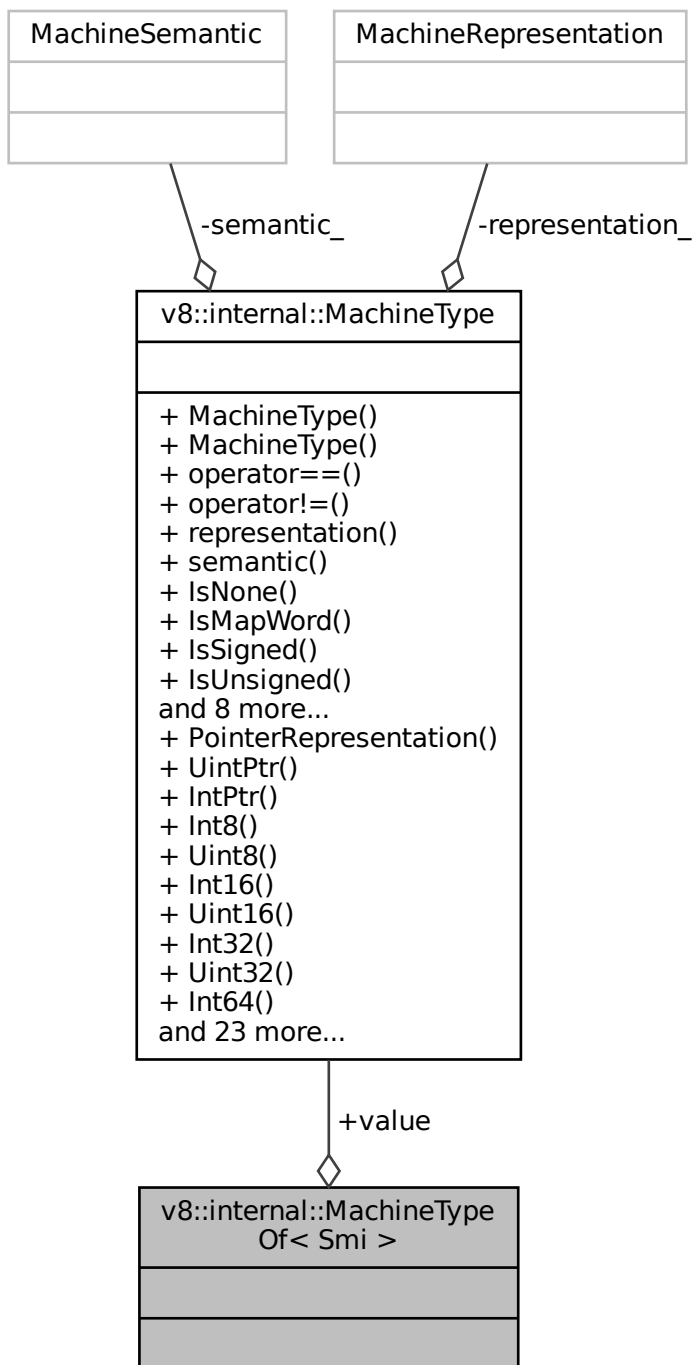 MachineSemantic
MachineRepresentation
-semantic_
-representation_
v8::internal::MachineType
+ MachineType()
+ MachineType()
+ operator==()
+ operator!=()
+ representation()
+ semantic()
+ IsNone()
+ IsMapWord()
+ IsSigned()
+ IsUnsigned()
and 8 more...
+ PointerRepresentation()
+ UintPtr()
+ IntPtr()
+ Int8()
+ Uint8()
+ Int16()
+ Uint16()
+ Int32()
+ Uint32()
+ Int64()
and 23 more...
+value
v8::internal::MachineType
Of< Smi >